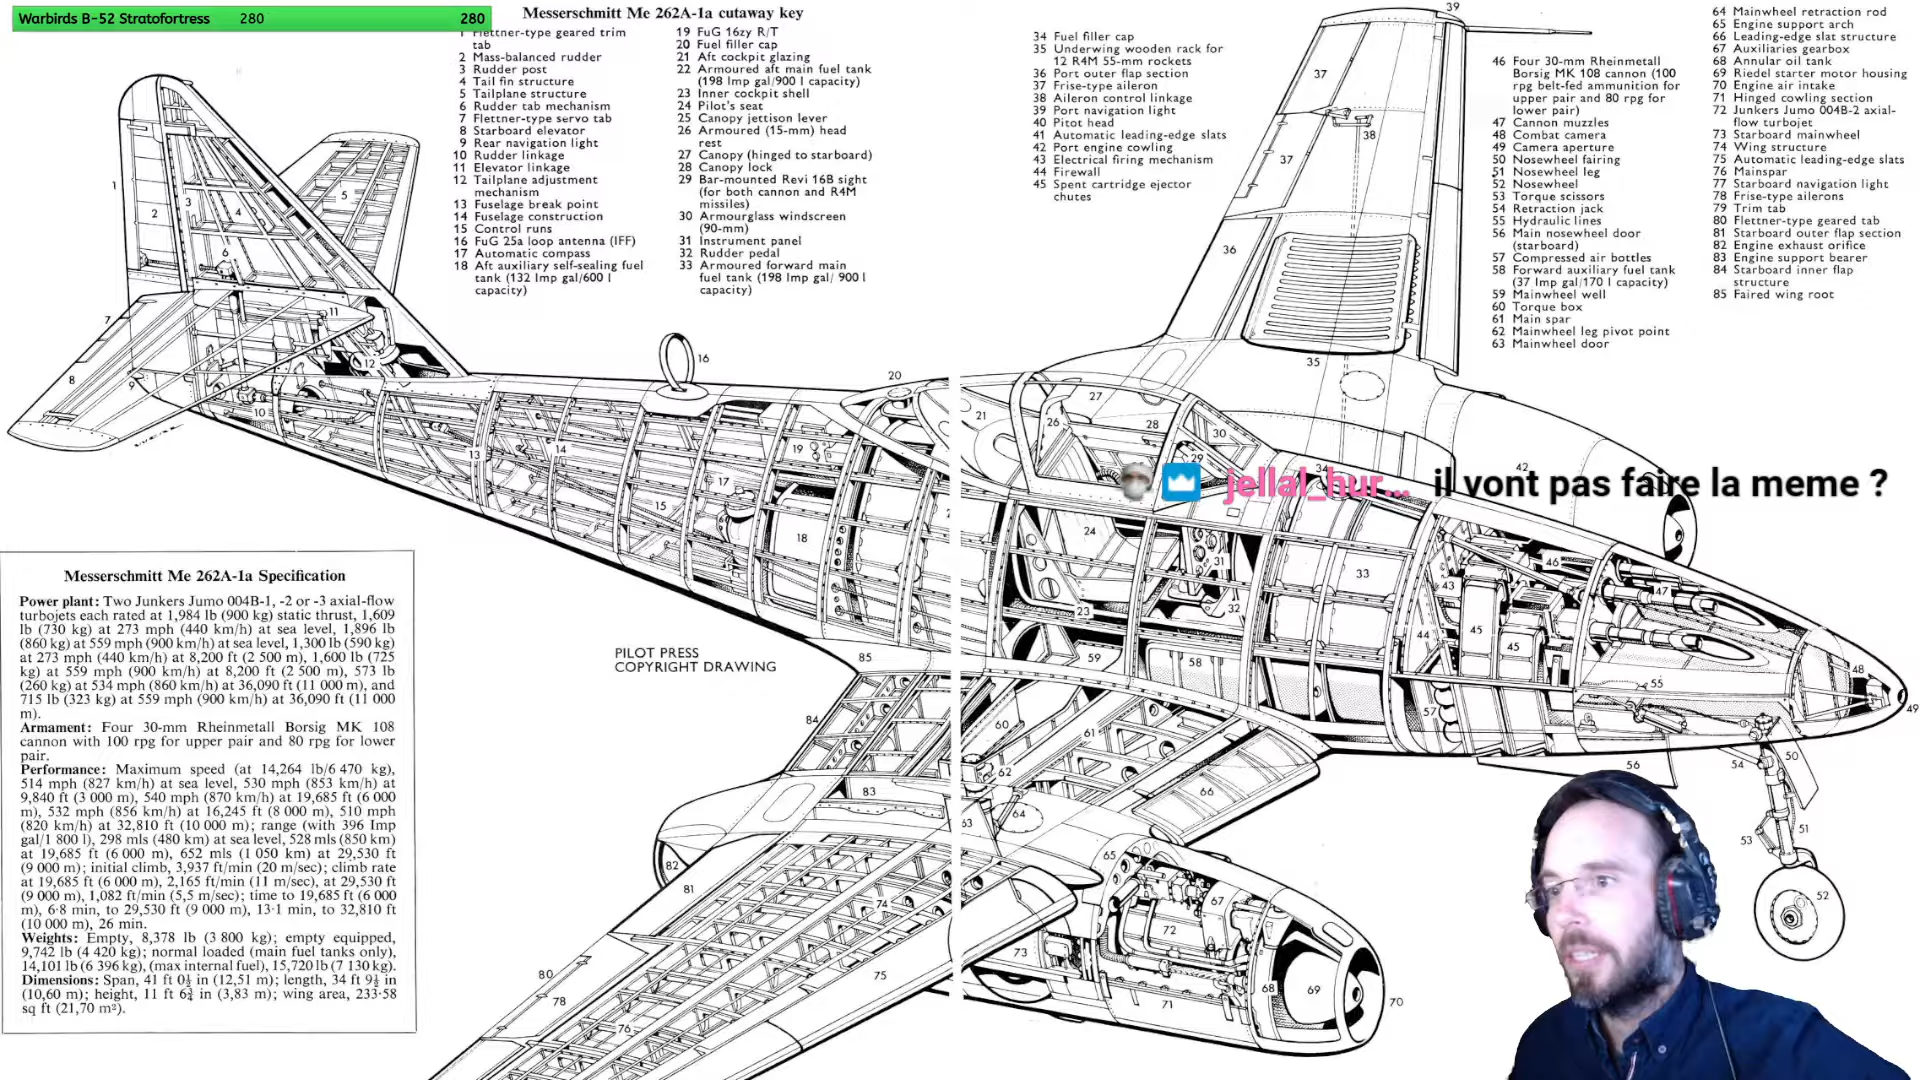 Warbirds B-52 Stratofortress 280 280
Messerschmitt Me 262A-1a cutaway key
1 Flettner-type geared trim
tab
2 Mass-balanced rudder
3 Rudder post
4 Tail fin structure
5 Tailplane structure
6 Rudder tab mechanism
7 Flettner-type servo tab
8 Starboard elevator
9 Rear navigation light
10 Rudder linkage
11 Elevator linkage
12 Tailplane adjustment
mechanism
13 Fuselage break point
14 Fuselage construction
15 Control runs
16 FuG 25a loop antenna (IFF)
17 Automatic compass
18 Aft auxiliary self-sealing fuel
tank (132 Imp gal/600 l
capacity)
19 FuG 16zy R/T
20 Fuel filler cap
21 Aft cockpit glazing
22 Armoured aft main fuel tank
(198 Imp gal/900 l capacity)
23 Inner cockpit shell
24 Pilot's seat
25 Canopy jettison lever
26 Armoured (15-mm) head
rest
27 Canopy (hinged to starboard)
28 Canopy lock
29 Bar-mounted Revi 16B sight
(for both cannon and R4M
missiles)
30 Armourglass windscreen
(90-mm)
31 Instrument panel
32 Rudder pedal
33 Armoured forward main
fuel tank (198 Imp gal/ 900 l
capacity)
34 Fuel filler cap
35 Underwing wooden rack for
12 R4M 55-mm rockets
36 Port outer flap section
37 Frise-type aileron
38 Aileron control linkage
39 Port navigation light
40 Pitot head
41 Automatic leading-edge slats
42 Port engine cowling
43 Electrical firing mechanism
44 Firewall
45 Spent cartridge ejector
chutes
46 Four 30-mm Rheinmetall
Borsig MK 108 cannon (100
rpg belt-fed ammunition for
upper pair and 80 rpg for
lower pair)
47 Cannon muzzles
48 Combat camera
49 Camera aperture
50 Nosewheel fairing
51 Nosewheel leg
52 Nosewheel
53 Torque scissors
54 Retraction jack
55 Hydraulic lines
56 Main nosewheel door
(starboard)
57 Compressed air bottles
58 Forward auxiliary fuel tank
(37 Imp gal/170 l capacity)
59 Mainwheel well
60 Torque box
61 Main spar
62 Mainwheel leg pivot point
63 Mainwheel door
64 Mainwheel retraction rod
65 Engine support arch
66 Leading-edge slat structure
67 Auxiliaries gearbox
68 Annular oil tank
69 Riedel starter motor housing
70 Engine air intake
71 Hinged cowling section
72 Junkers Jumo 004B-2 axial-
flow turbojet
73 Starboard mainwheel
74 Wing structure
75 Automatic leading-edge slats
76 Mainspar
77 Starboard navigation light
78 Frise-type ailerons
79 Trim tab
80 Flettner-type geared tab
81 Starboard outer flap section
82 Engine exhaust orifice
83 Engine support bearer
84 Starboard inner flap
structure
85 Faired wing root
jellal_hur... il vont pas faire la meme ?
PILOT PRESS
COPYRIGHT DRAWING
Messerschmitt Me 262A-1a Specification
Power plant: Two Junkers Jumo 004B-1, -2 or -3 axial-flow
turbojets each rated at 1,984 lb (900 kg) static thrust, 1,609
lb (730 kg) at 273 mph (440 km/h) at sea level, 1,896 lb
(860 kg) at 559 mph (900 km/h) at sea level, 1,300 lb (590 kg)
at 273 mph (440 km/h) at 8,200 ft (2 500 m), 1,600 lb (725
kg) at 559 mph (900 km/h) at 8,200 ft (2 500 m), 573 lb
(260 kg) at 534 mph (860 km/h) at 36,090 ft (11 000 m), and
715 lb (323 kg) at 559 mph (900 km/h) at 36,090 ft (11 000
m).
Armament: Four 30-mm Rheinmetall Borsig MK 108
cannon with 100 rpg for upper pair and 80 rpg for lower
pair.
Performance: Maximum speed (at 14,264 lb/6 470 kg),
514 mph (827 km/h) at sea level, 530 mph (853 km/h) at
9,840 ft (3 000 m), 540 mph (870 km/h) at 19,685 ft (6 000
m), 532 mph (856 km/h) at 16,245 ft (8 000 m), 510 mph
(820 km/h) at 32,810 ft (10 000 m); range (with 396 Imp
gal/1 800 l), 298 mls (480 km) at sea level, 528 mls (850 km)
at 19,685 ft (6 000 m), 652 mls (1 050 km) at 29,530 ft
(9 000 m); initial climb, 3,937 ft/min (20 m/sec); climb rate
at 19,685 ft (6 000 m), 2,165 ft/min (11 m/sec), at 29,530 ft
(9 000 m), 1,082 ft/min (5,5 m/sec); time to 19,685 ft (6 000
m), 6·8 min, to 29,530 ft (9 000 m), 13·1 min, to 32,810 ft
(10 000 m), 26 min.
Weights: Empty, 8,378 lb (3 800 kg); empty equipped,
9,742 lb (4 420 kg); normal loaded (main fuel tanks only),
14,101 lb (6 396 kg), (max internal fuel), 15,720 lb (7 130 kg).
Dimensions: Span, 41 ft 0½ in (12,51 m); length, 34 ft 9½ in
(10,60 m); height, 11 ft 6¾ in (3,83 m); wing area, 233·58
sq ft (21,70 m²).